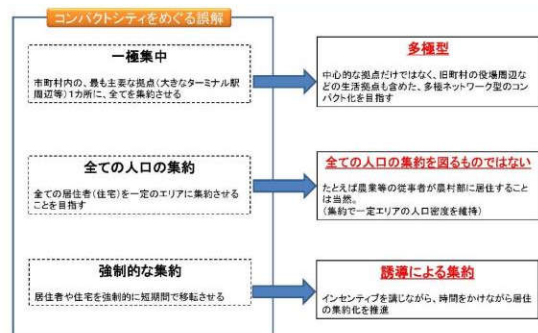 コンパクトシティをめぐる誤解
一極集中
市町村内の、最も主要な拠点(大きなターミナル駅
周辺等)1カ所に、全てを集約させる
多極型
中心的な拠点だけではなく、旧町村の役場周辺な
どの生活拠点も含めた、多極ネットワーク型のコン
パクト化を目指す
全ての人口の集約
全ての居住者(住宅)を一定のエリアに集約させる
ことを目指す
全ての人口の集約を図るものではない
たとえば農業等の従事者が農村部に居住すること
は当然。
(集約で一定エリアの人口密度を維持)
強制的な集約
居住者や住宅を強制的に短期間で移転させる
誘導による集約
インセンティブを講じながら、時間をかけながら居住
の集約化を推進